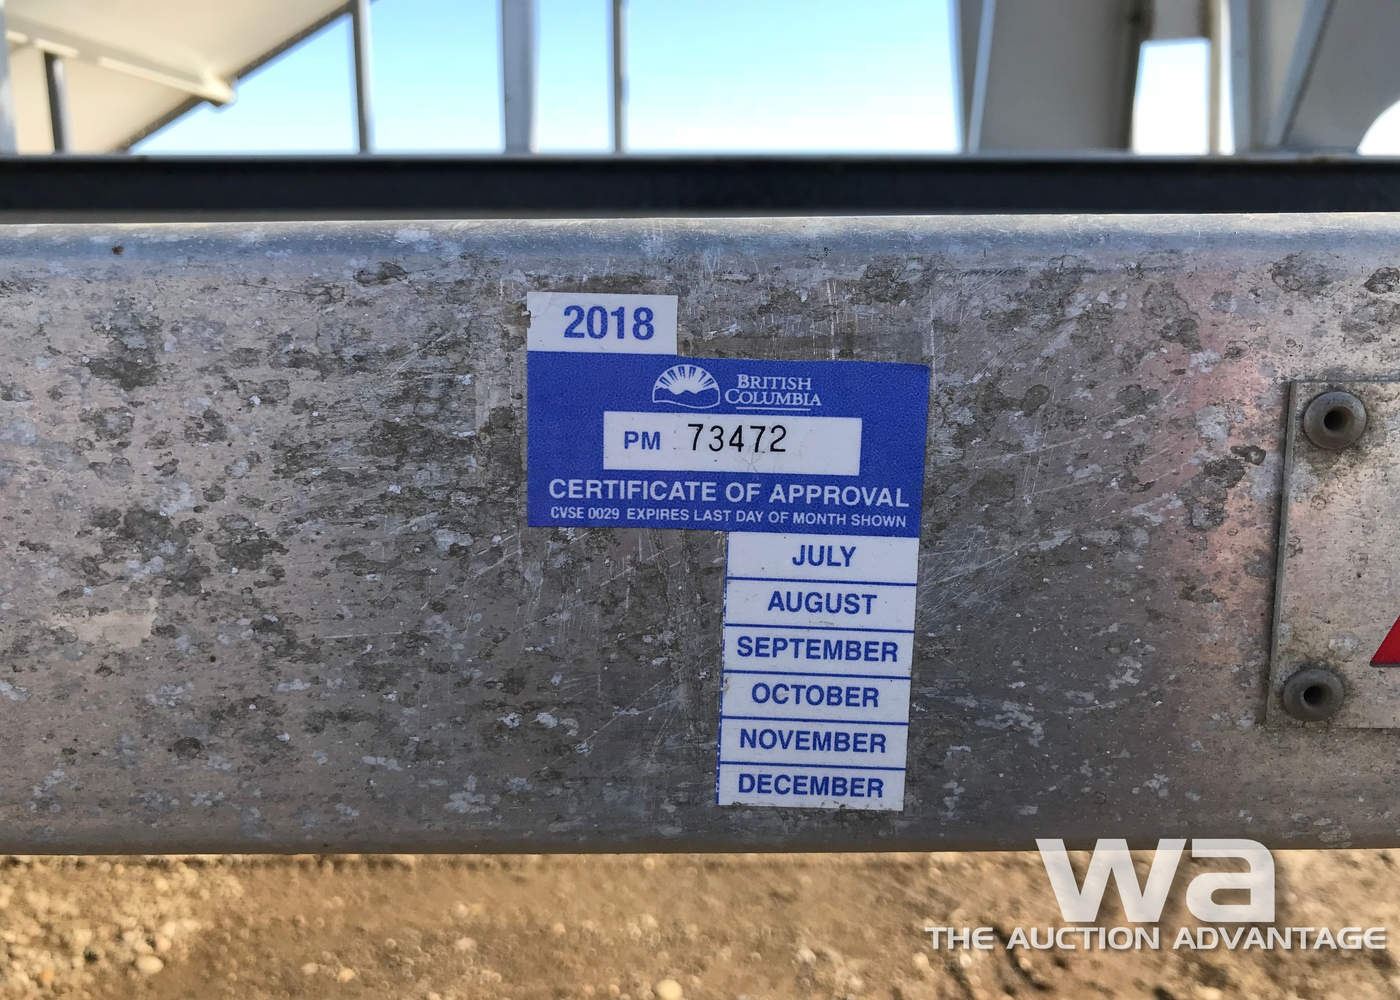 2018
BRITISH
COLUMBIA
PM 73472
CERTIFICATE OF APPROVAL
CVSE 0029 EXPIRES LAST DAY OF MONTH SHOWN
JULY
AUGUST
SEPTEMBER
OCTOBER
NOVEMBER
DECEMBER
wa
THE AUCTION ADVANTAGE